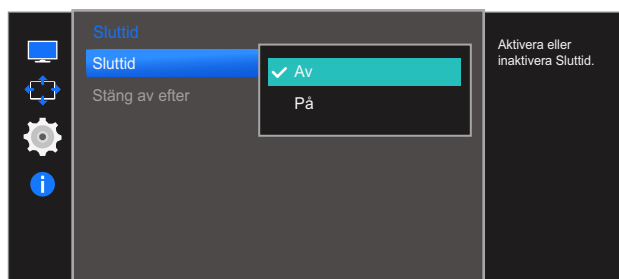 Sluttid
Sluttid
Stäng av efter
Av
På
Aktivera eller
inaktivera Sluttid.